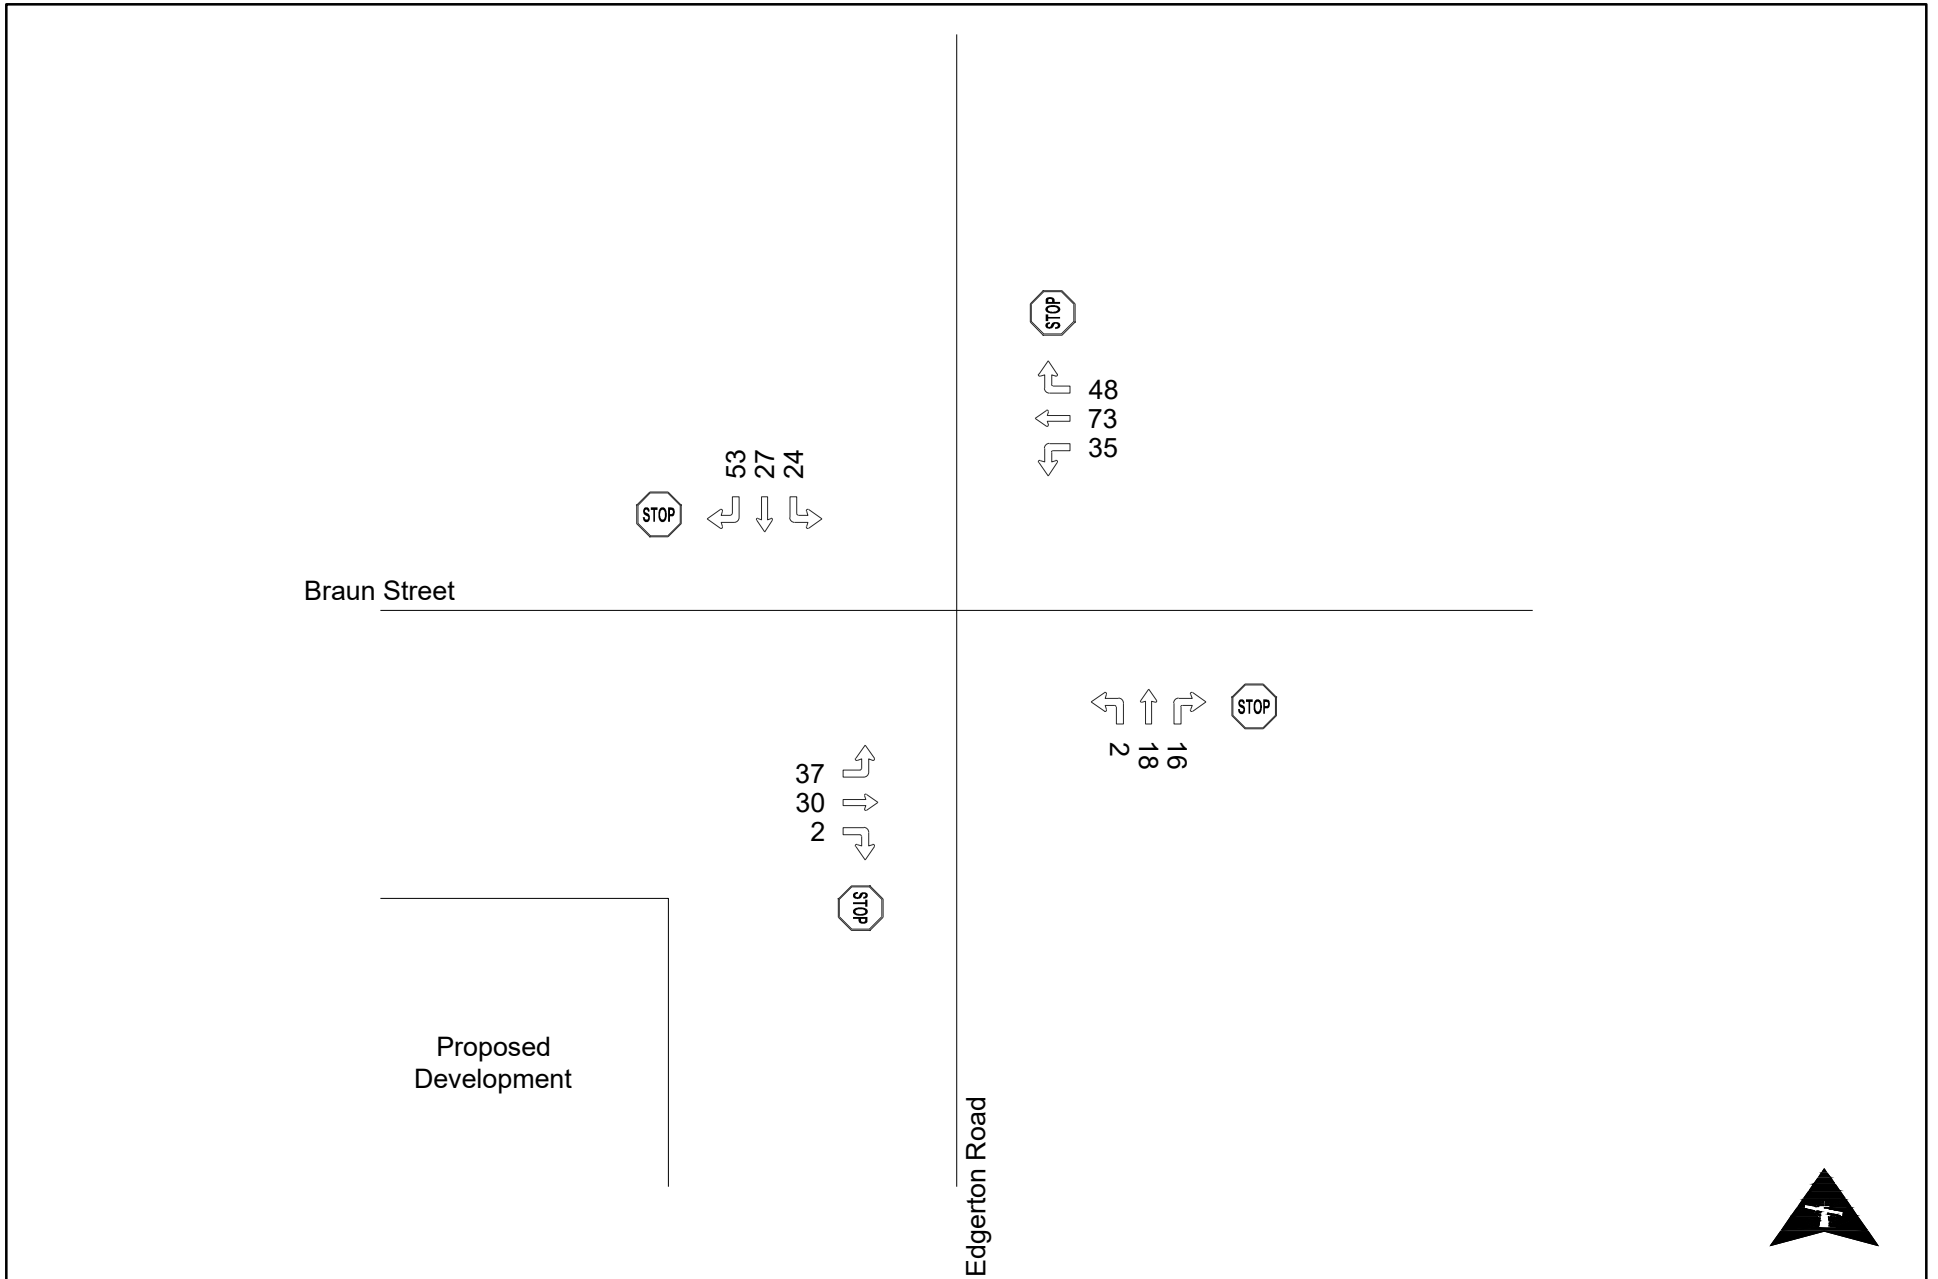 STOP
48
73
35
53
27
24
STOP
Braun Street
2
18
16
STOP
37
30
2
STOP
Proposed
Development
Edgerton Road